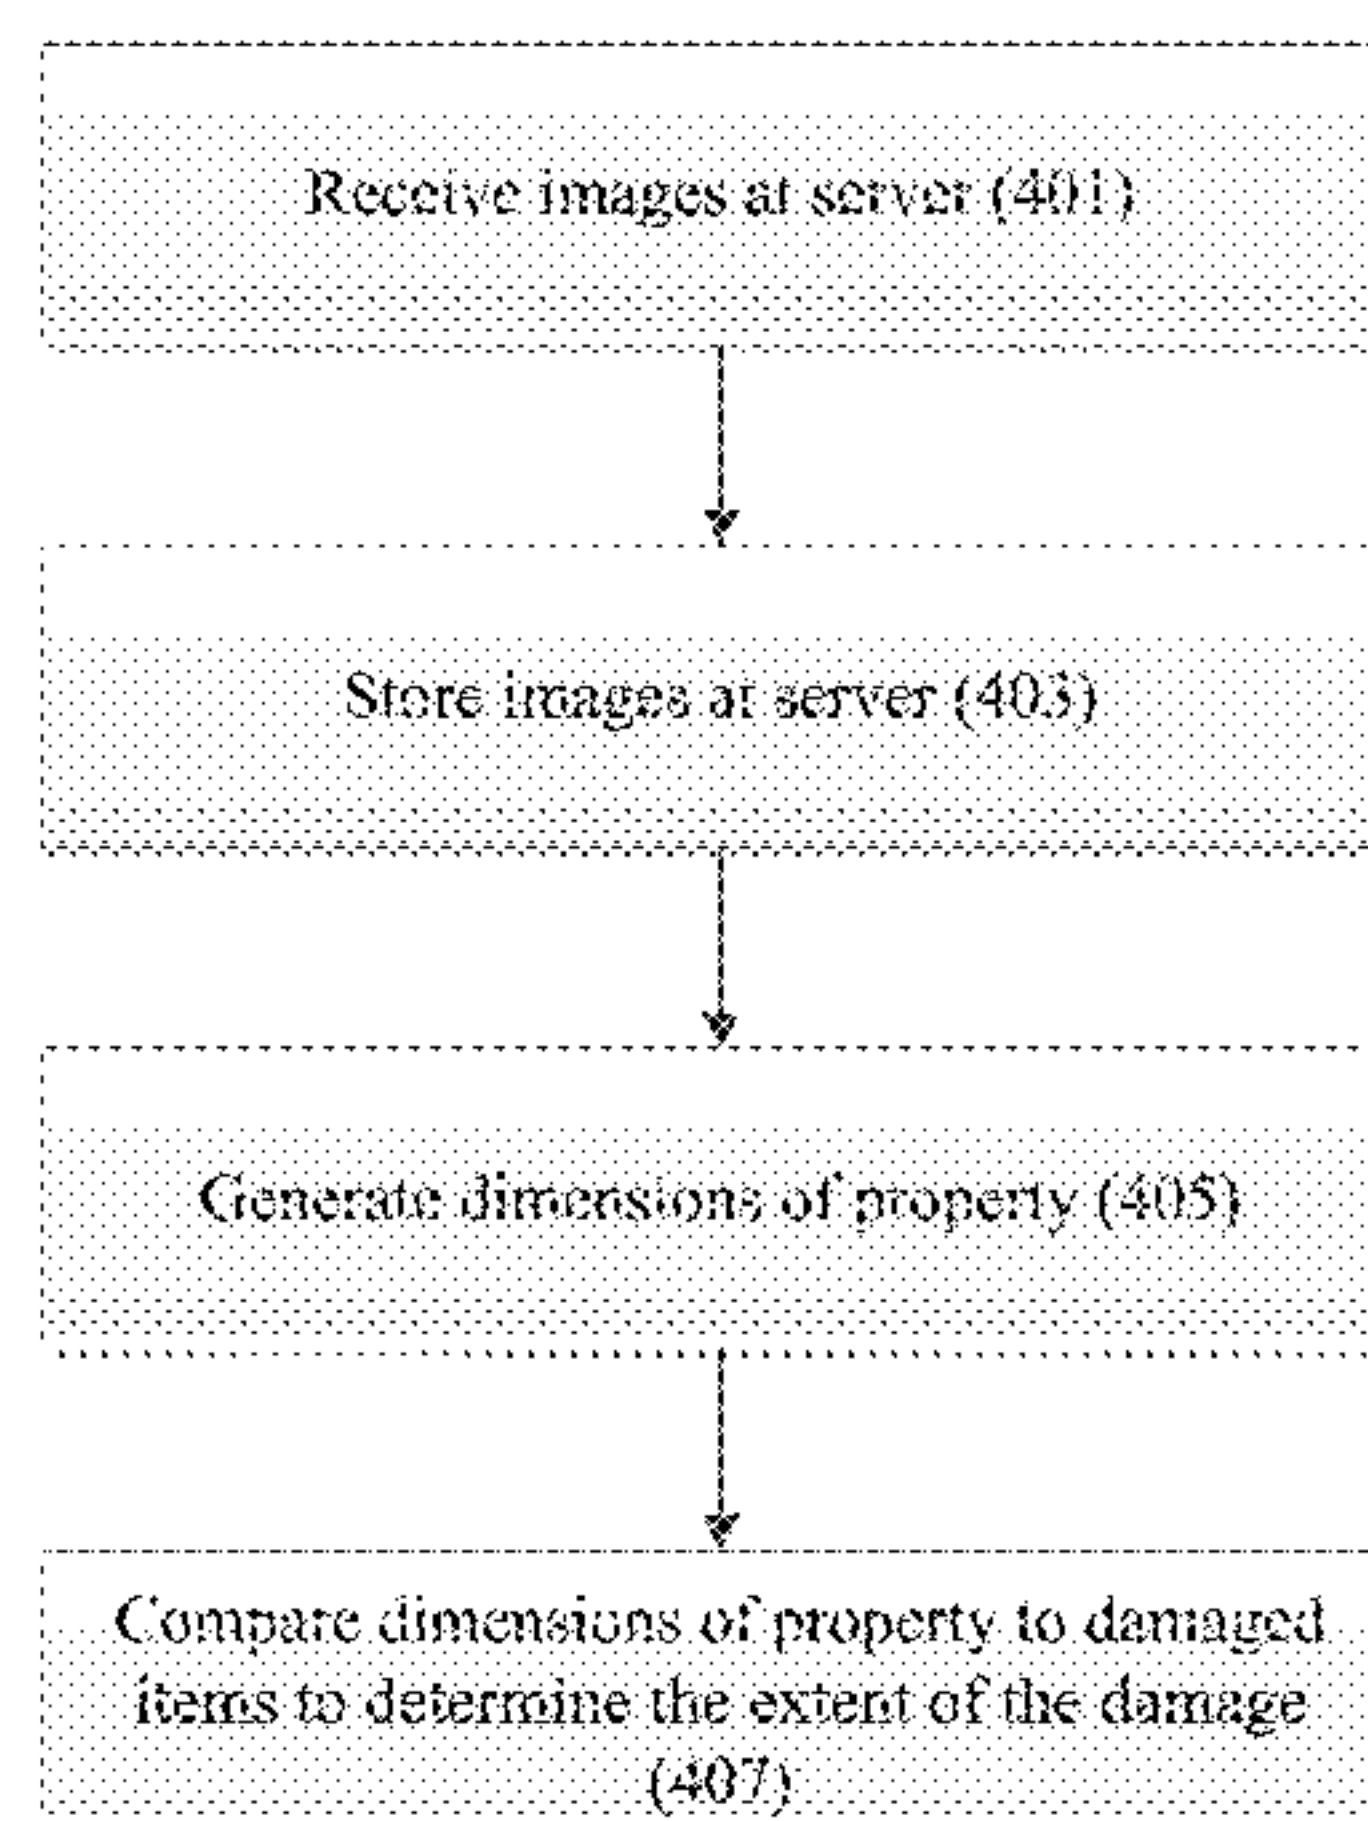 Receive images at server (401)
Store images at server (403)
Generate dimensions of property (405)
Compare dimensions of property to damaged
items to determine the extent of the damage
(407)